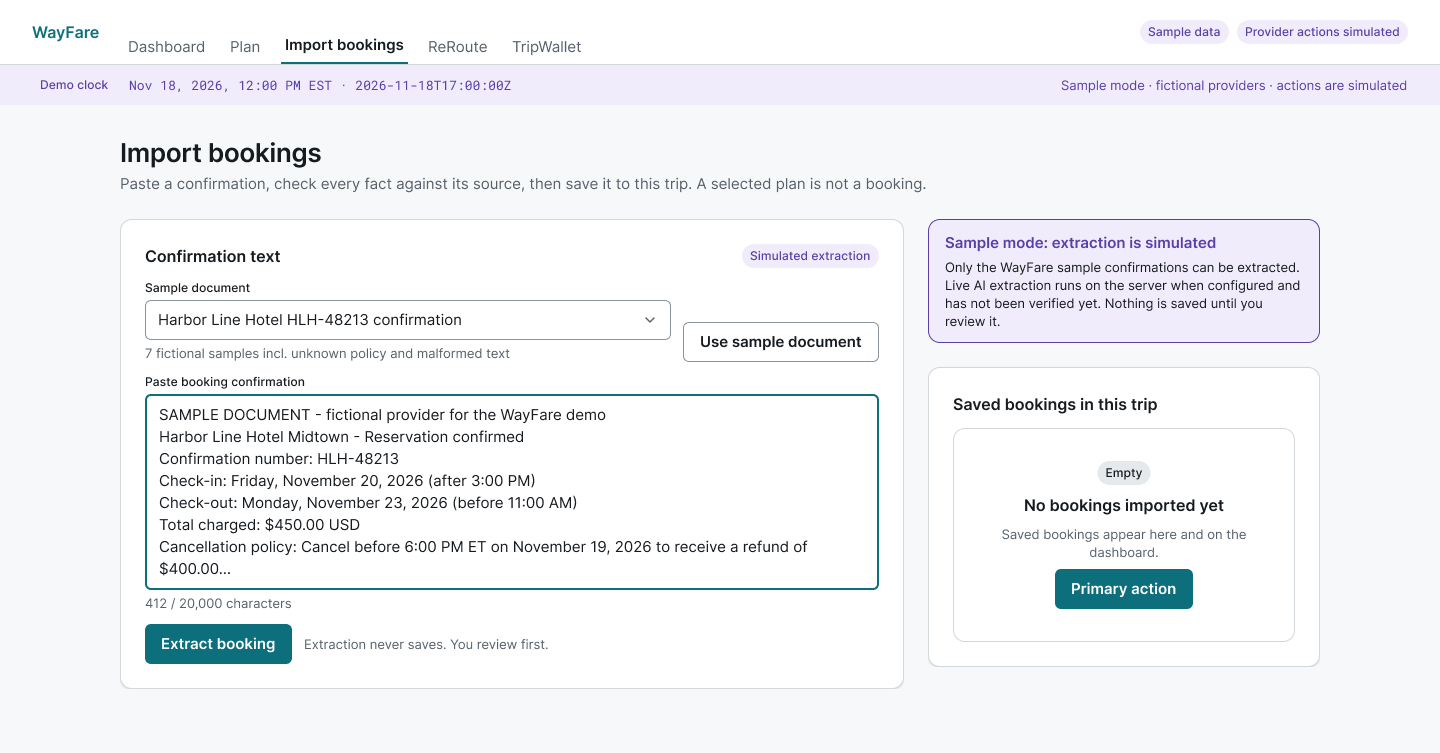 WayFare
Dashboard
Plan
Import bookings
ReRoute
TripWallet
Sample data
Provider actions simulated
Demo clock
Nov 18, 2026, 12:00 PM EST · 2026-11-18T17:00:00Z
Sample mode · fictional providers · actions are simulated
Import bookings
Paste a confirmation, check every fact against its source, then save it to this trip. A selected plan is not a booking.
Confirmation text
Simulated extraction
Sample document
Harbor Line Hotel HLH-48213 confirmation
Use sample document
7 fictional samples incl. unknown policy and malformed text
Paste booking confirmation
SAMPLE DOCUMENT - fictional provider for the WayFare demo
Harbor Line Hotel Midtown - Reservation confirmed
Confirmation number: HLH-48213
Check-in: Friday, November 20, 2026 (after 3:00 PM)
Check-out: Monday, November 23, 2026 (before 11:00 AM)
Total charged: $450.00 USD
Cancellation policy: Cancel before 6:00 PM ET on November 19, 2026 to receive a refund of
$400.00...
412 / 20,000 characters
Extract booking
Extraction never saves. You review first.
Sample mode: extraction is simulated
Only the WayFare sample confirmations can be extracted.
Live AI extraction runs on the server when configured and
has not been verified yet. Nothing is saved until you
review it.
Saved bookings in this trip
Empty
No bookings imported yet
Saved bookings appear here and on the
dashboard.
Primary action